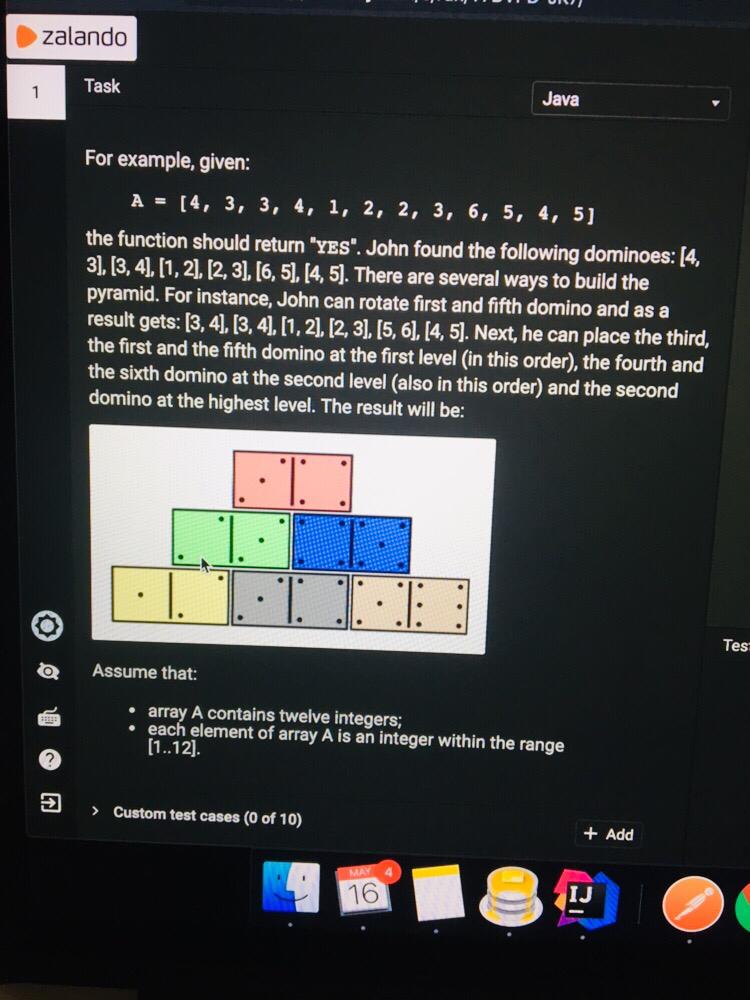 zalando
1
Task
Java
For example, given:
A = [4, 3, 3, 4, 1, 2, 2, 3, 6, 5, 4, 5]
the function should return "YES". John found the following dominoes: [4,
3], [3, 4], [1, 2], [2, 3], [6, 5], [4, 5]. There are several ways to build the
pyramid. For instance, John can rotate first and fifth domino and as a
result gets: [3, 4], [3, 4], [1, 2], [2, 3], [5, 6], [4, 5]. Next, he can place the third,
the first and the fifth domino at the first level (in this order), the fourth and
the sixth domino at the second level (also in this order) and the second
domino at the highest level. The result will be:
Assume that:
• array A contains twelve integers;
• each element of array A is an integer within the range
[1..12].
Test
Custom test cases (0 of 10)
+ Add
MAY
4
16
IJ